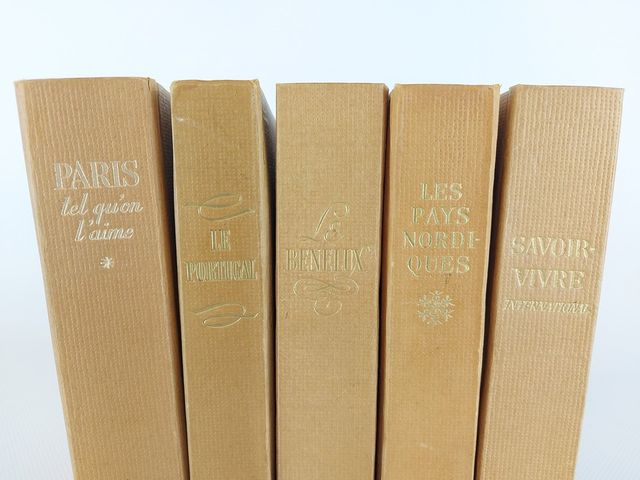 PARIS
tel qu'on
l'aime
LE
PORTUGAL
Le
BENELUX
LES
PAYS
NORDI-
QUES
SAVOIR-
VIVRE
INTERNATIONAL